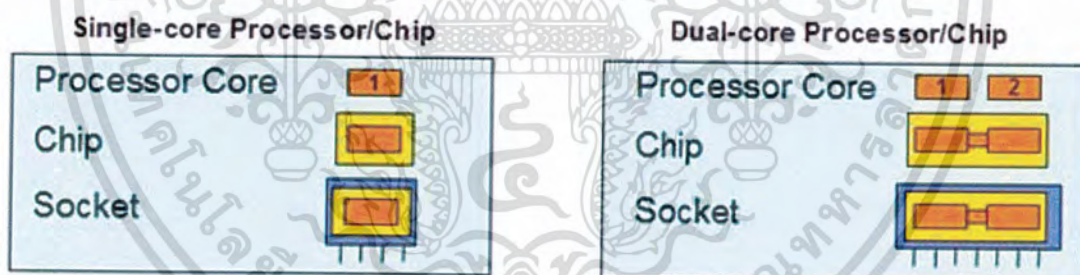 Single-core Processor/Chip
Processor Core 1
Chip
Socket
Dual-core Processor/Chip
Processor Core 1 2
Chip
Socket